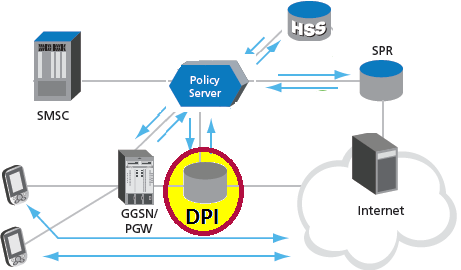 HSS
SPR
Policy
Server
SMSC
GGSN/
PGW
DPI
Internet